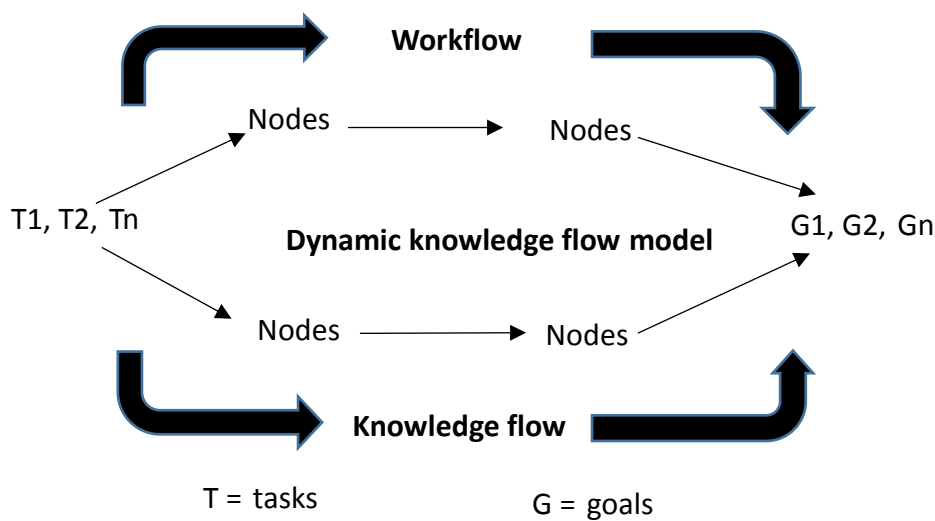 Workflow
Nodes
Nodes
T1, T2, Tn
G1, G2, Gn
Dynamic knowledge flow model
Nodes
Nodes
Knowledge flow
T = tasks
G = goals